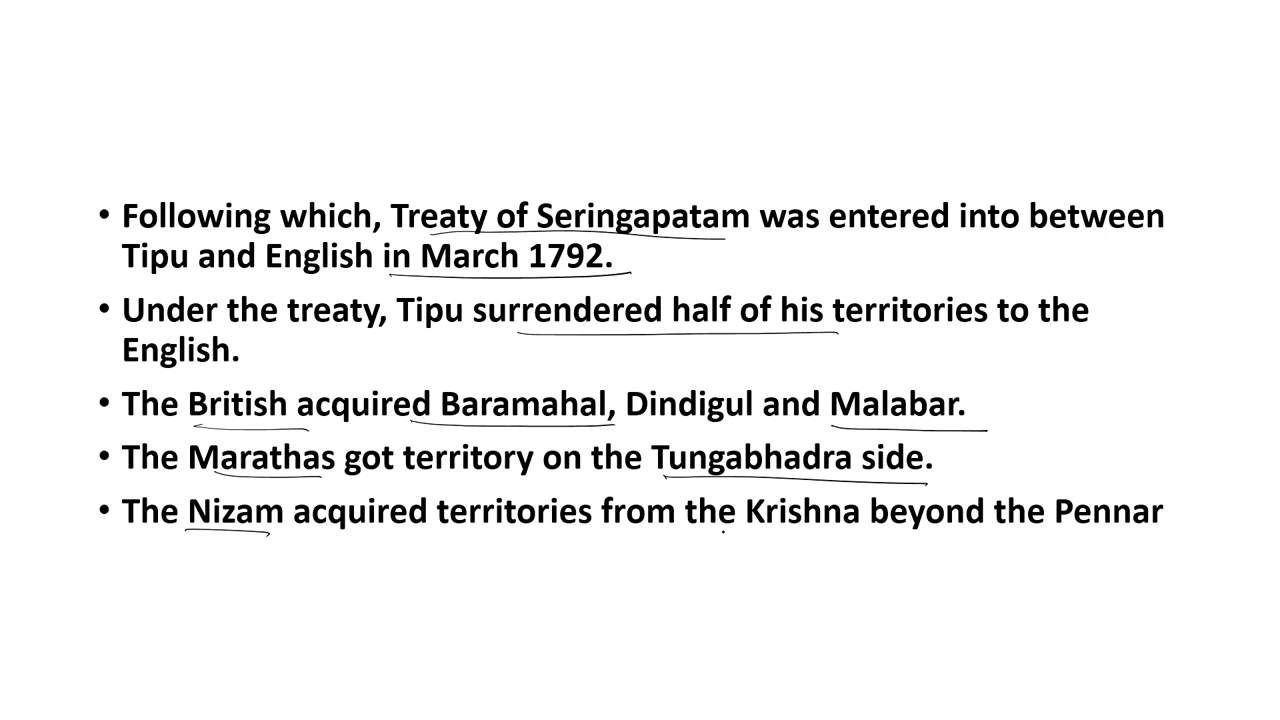 • Following which, Treaty of Seringapatam was entered into between
Tipu and English in March 1792.
• Under the treaty, Tipu surrendered half of his territories to the
English.
• The British acquired Baramahal, Dindigul and Malabar.
• The Marathas got territory on the Tungabhadra side.
• The Nizam acquired territories from the Krishna beyond the Pennar